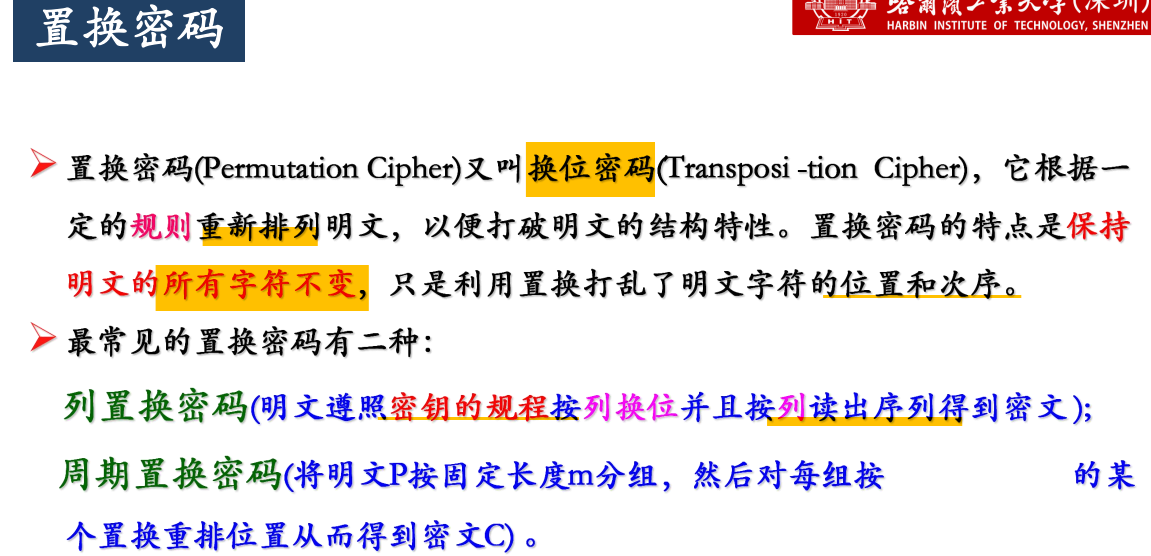 置换密码
哈尔滨工业大学(深圳)
HARBIN INSTITUTE OF TECHNOLOGY, SHENZHEN
HIT
➢ 置换密码(Permutation Cipher)又叫换位密码(Transposi -tion Cipher)，它根据一
定的规则重新排列明文，以便打破明文的结构特性。置换密码的特点是保持
明文的所有字符不变，只是利用置换打乱了明文字符的位置和次序。
➢ 最常见的置换密码有二种：
列置换密码(明文遵照密钥的规程按列换位并且按列读出序列得到密文);
周期置换密码(将明文P按固定长度m分组，然后对每组按 的某
个置换重排位置从而得到密文C) 。